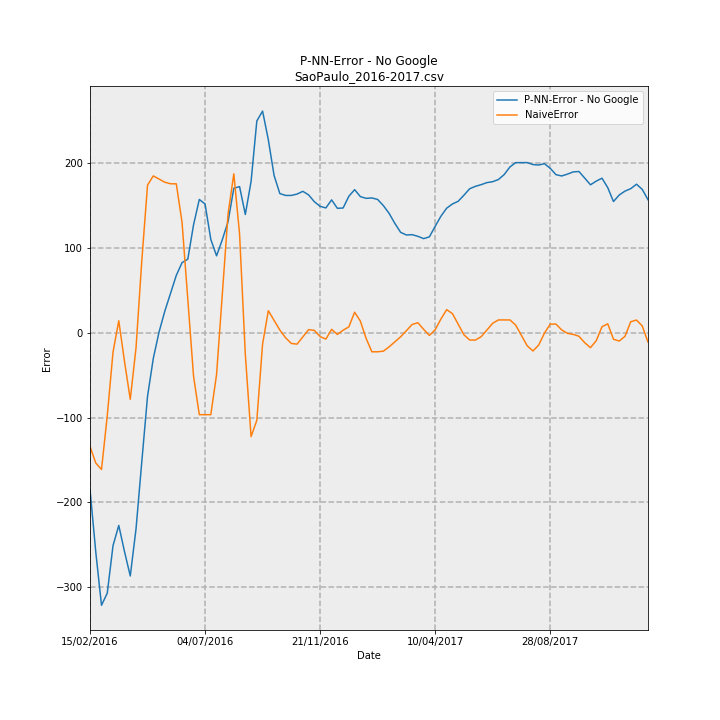 P-NN-Error - No Google
SaoPaulo_2016-2017.csv
P-NN-Error - No Google
NaiveError
200
100
0
−100
−200
−300
Error
15/02/2016
04/07/2016
21/11/2016
10/04/2017
28/08/2017
Date